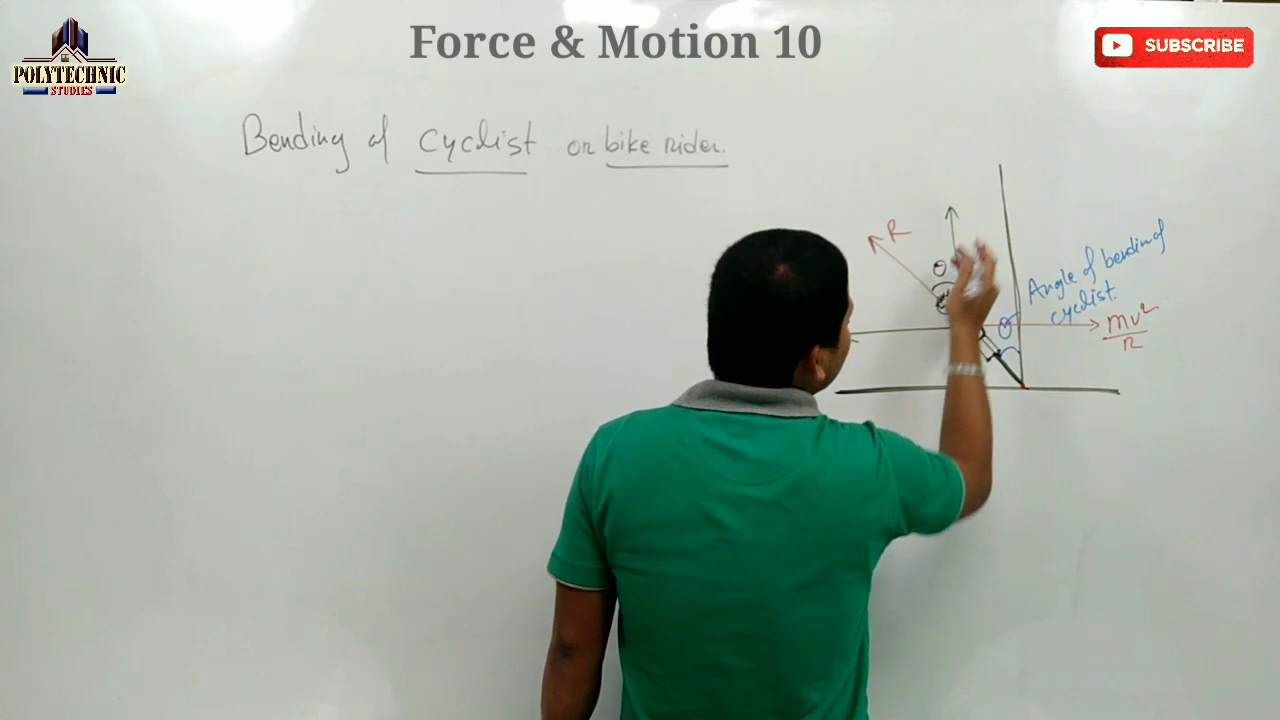 Force & Motion 10
SUBSCRIBE
POLYTECHNIC
STUDIES
Bending of cyclist or bike rider.
R
θ
Angle of bending of
cyclist.
θ
mv²
R